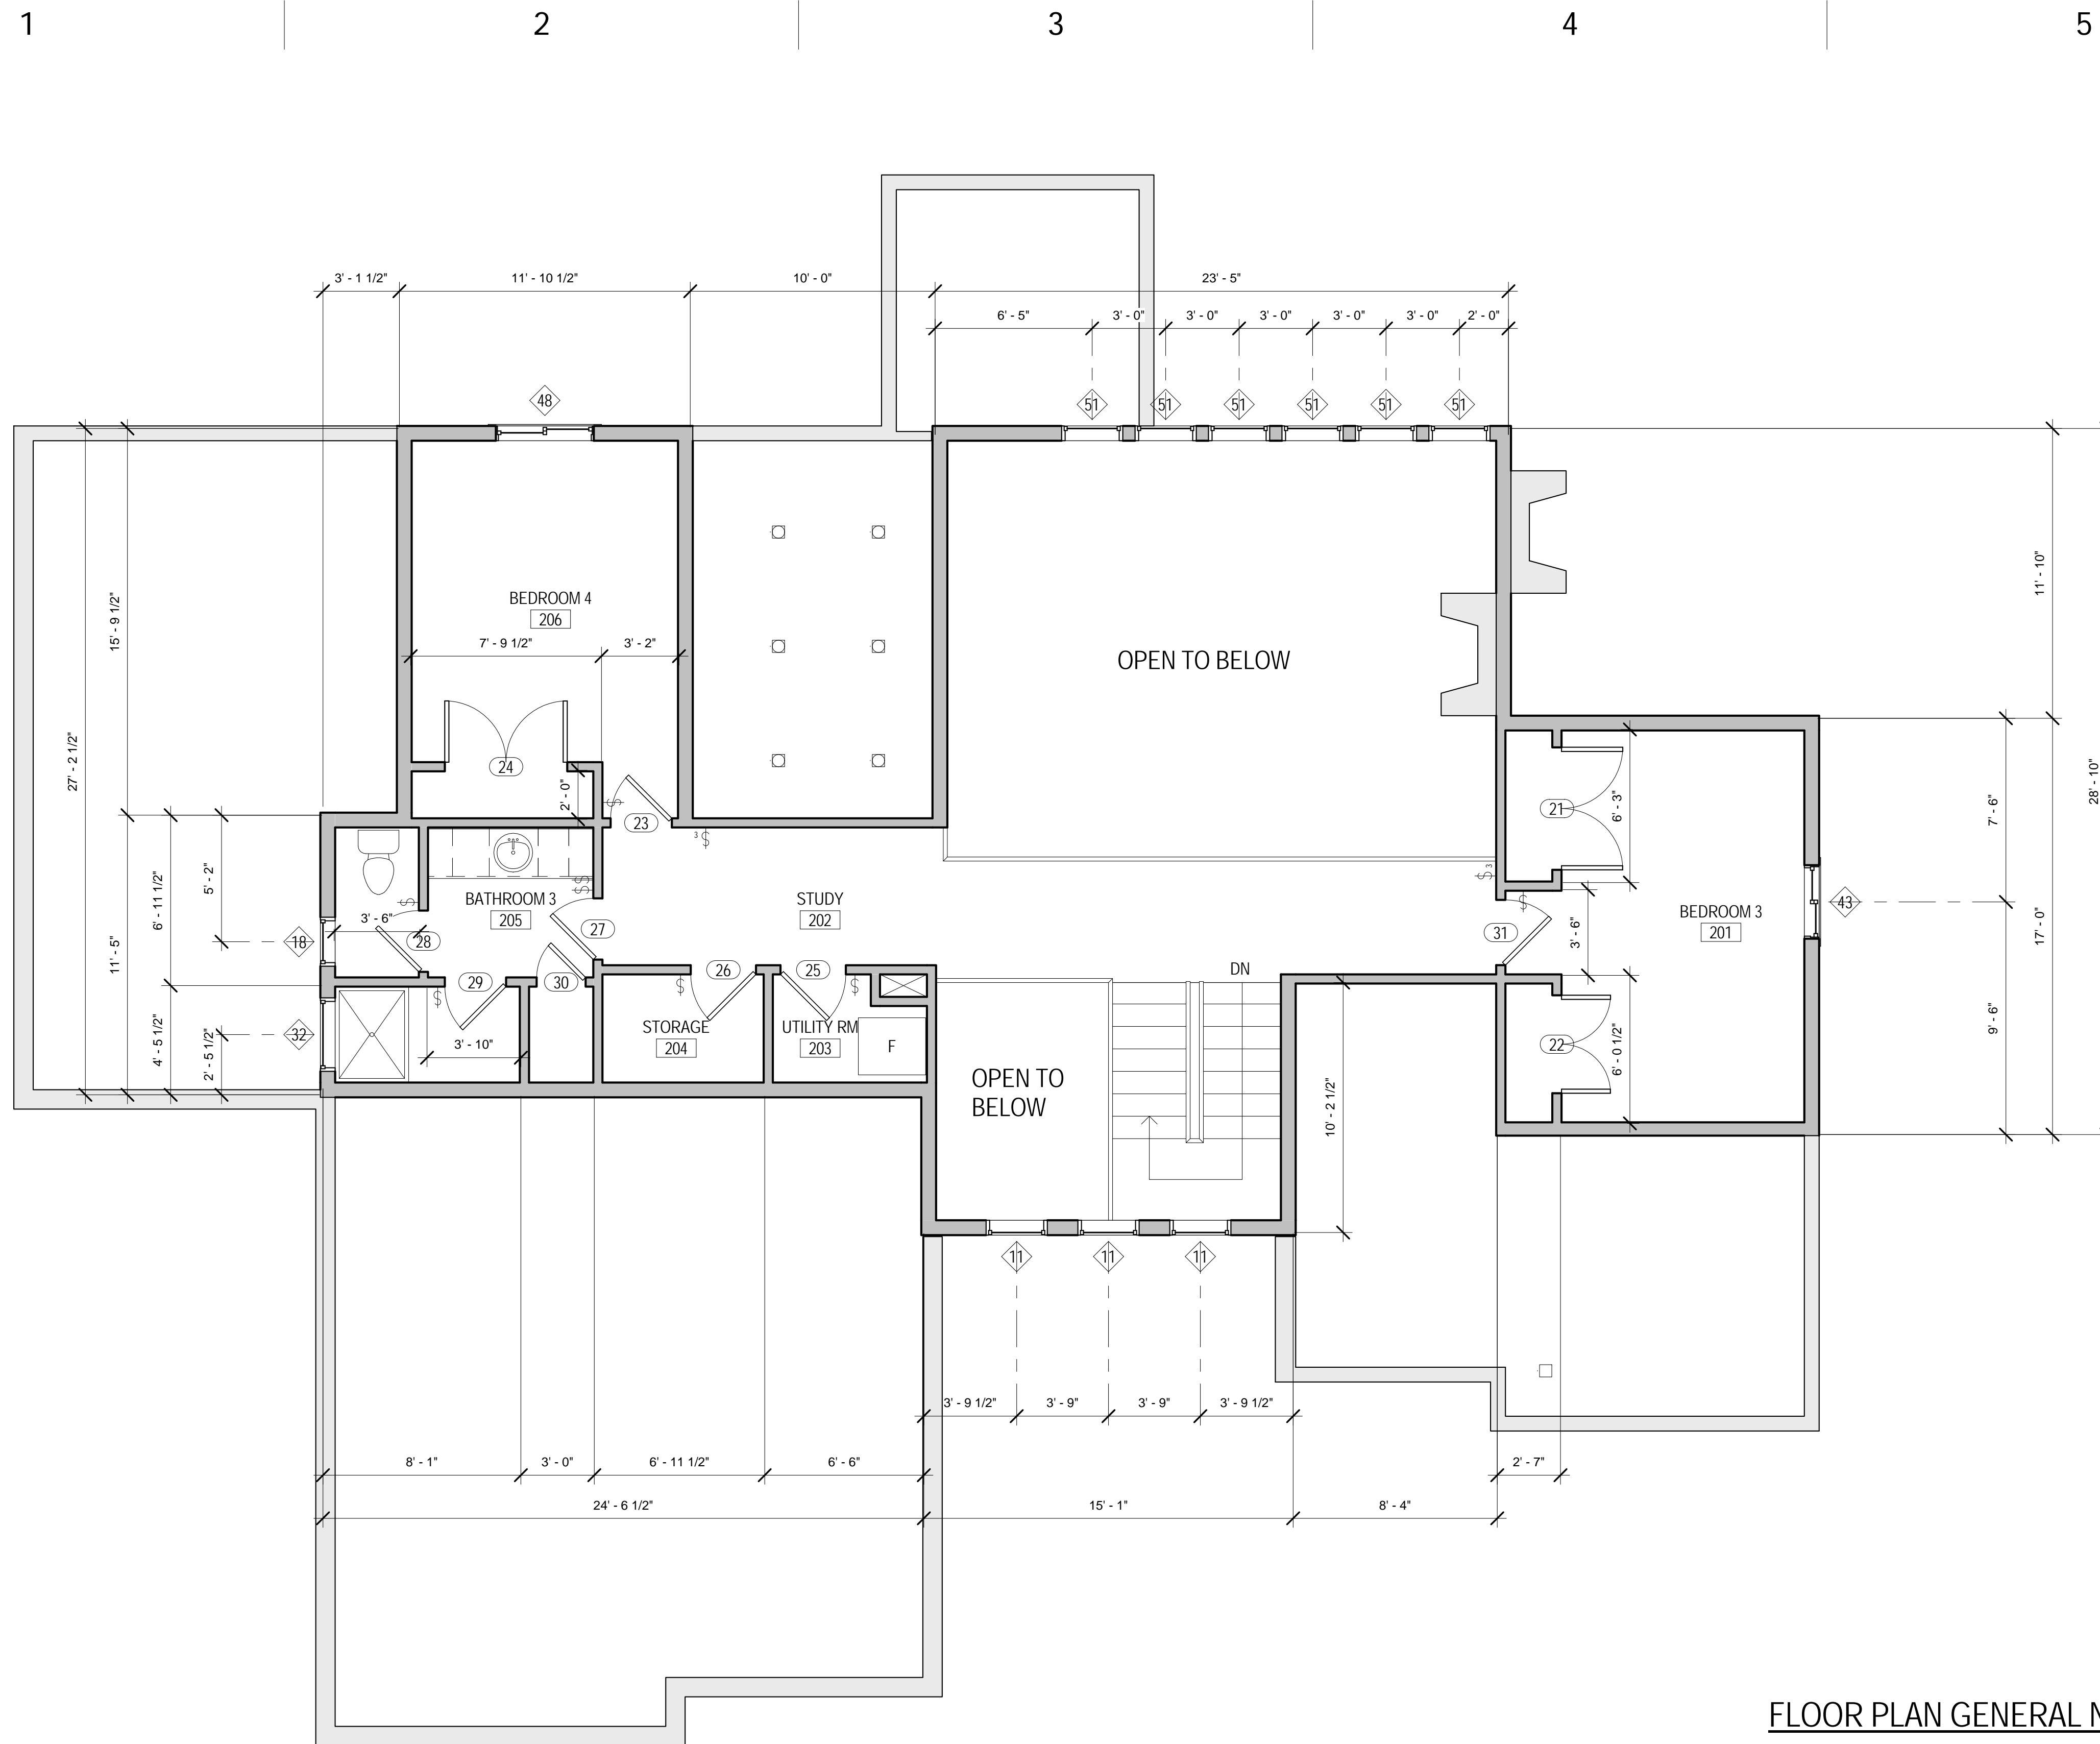 1
2
3
4
5
3' - 1 1/2"
11' - 10 1/2"
10' - 0"
23' - 5"
6' - 5"
3' - 0"
3' - 0"
3' - 0"
3' - 0"
3' - 0"
2' - 0"
48
51
51
51
51
51
51
27' - 2 1/2"
15' - 9 1/2"
11' - 5"
6' - 11 1/2"
4' - 5 1/2"
5' - 2"
2' - 5 1/2"
BEDROOM 4
206
7' - 9 1/2"
3' - 2"
24
2' - 0"
23
OPEN TO BELOW
11' - 10"
28' - 10"
17' - 0"
7' - 6"
9' - 6"
21
6' - 3"
3
$
$
$
$
$
$
BATHROOM 3
205
3' - 6"
18
28
27
STUDY
202
3
$
$
31
3' - 6"
BEDROOM 3
201
43
29
30
26
25
DN
$
$
$
32
3' - 10"
STORAGE
204
UTILITY RM
203
F
OPEN TO
BELOW
10' - 2 1/2"
22
6' - 0 1/2"
11
11
11
3' - 9 1/2"
3' - 9"
3' - 9"
3' - 9 1/2"
8' - 1"
3' - 0"
6' - 11 1/2"
6' - 6"
2' - 7"
24' - 6 1/2"
15' - 1"
8' - 4"
FLOOR PLAN GENERAL N